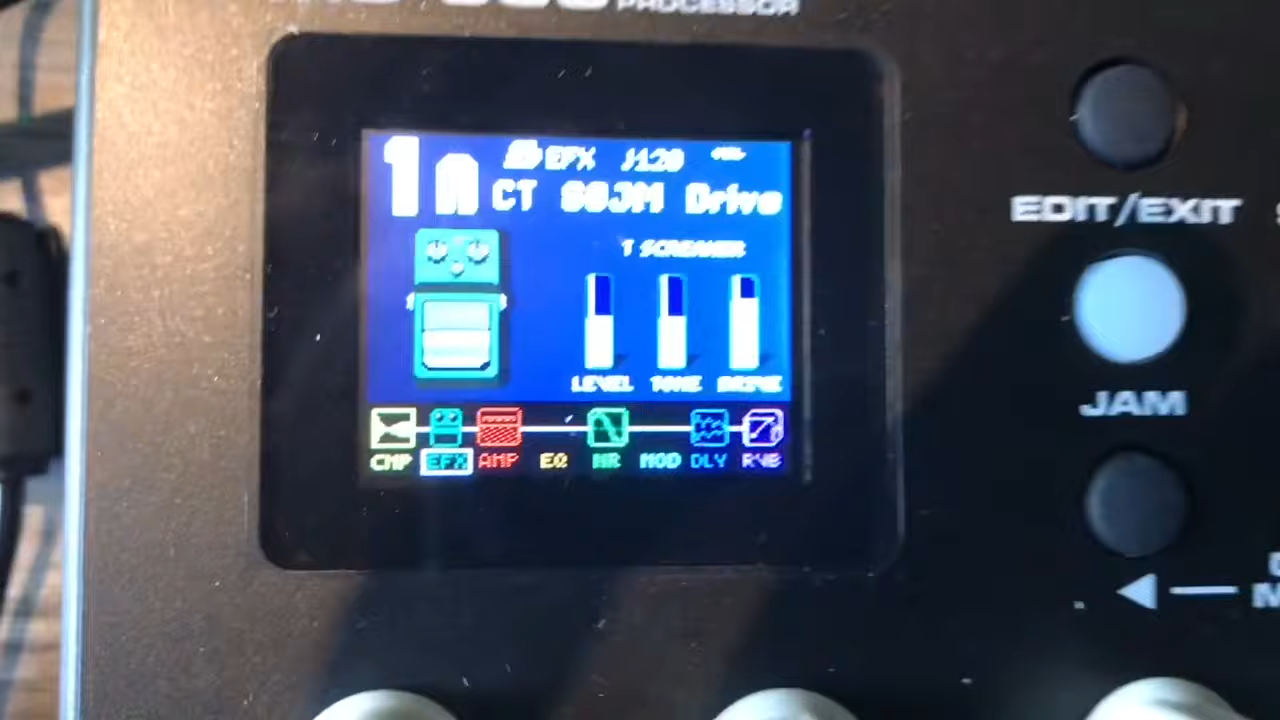 PROCESSOR
1A
EFX ♩120
CT Drive
T SCREAMER
LEVEL TONE DRIVE
CMP EFX AMP EQ NR MOD DLY RVB
EDIT/EXIT
JAM